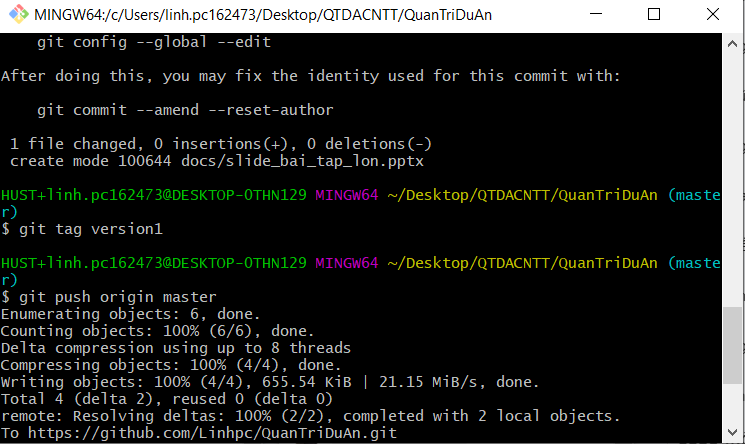 MINGW64:/c/Users/linh.pc162473/Desktop/QTDACNTT/QuanTriDuAn
    git config --global --edit
After doing this, you may fix the identity used for this commit with:
    git commit --amend --reset-author
 1 file changed, 0 insertions(+), 0 deletions(-)
 create mode 100644 docs/slide_bai_tap_lon.pptx
HUST+linh.pc162473@DESKTOP-OTHN129 MINGW64 ~/Desktop/QTDACNTT/QuanTriDuAn (maste
r)
$ git tag version1
HUST+linh.pc162473@DESKTOP-OTHN129 MINGW64 ~/Desktop/QTDACNTT/QuanTriDuAn (maste
r)
$ git push origin master
Enumerating objects: 6, done.
Counting objects: 100% (6/6), done.
Delta compression using up to 8 threads
Compressing objects: 100% (4/4), done.
Writing objects: 100% (4/4), 655.54 KiB | 21.15 MiB/s, done.
Total 4 (delta 2), reused 0 (delta 0)
remote: Resolving deltas: 100% (2/2), completed with 2 local objects.
To https://github.com/Linhpc/QuanTriDuAn.git